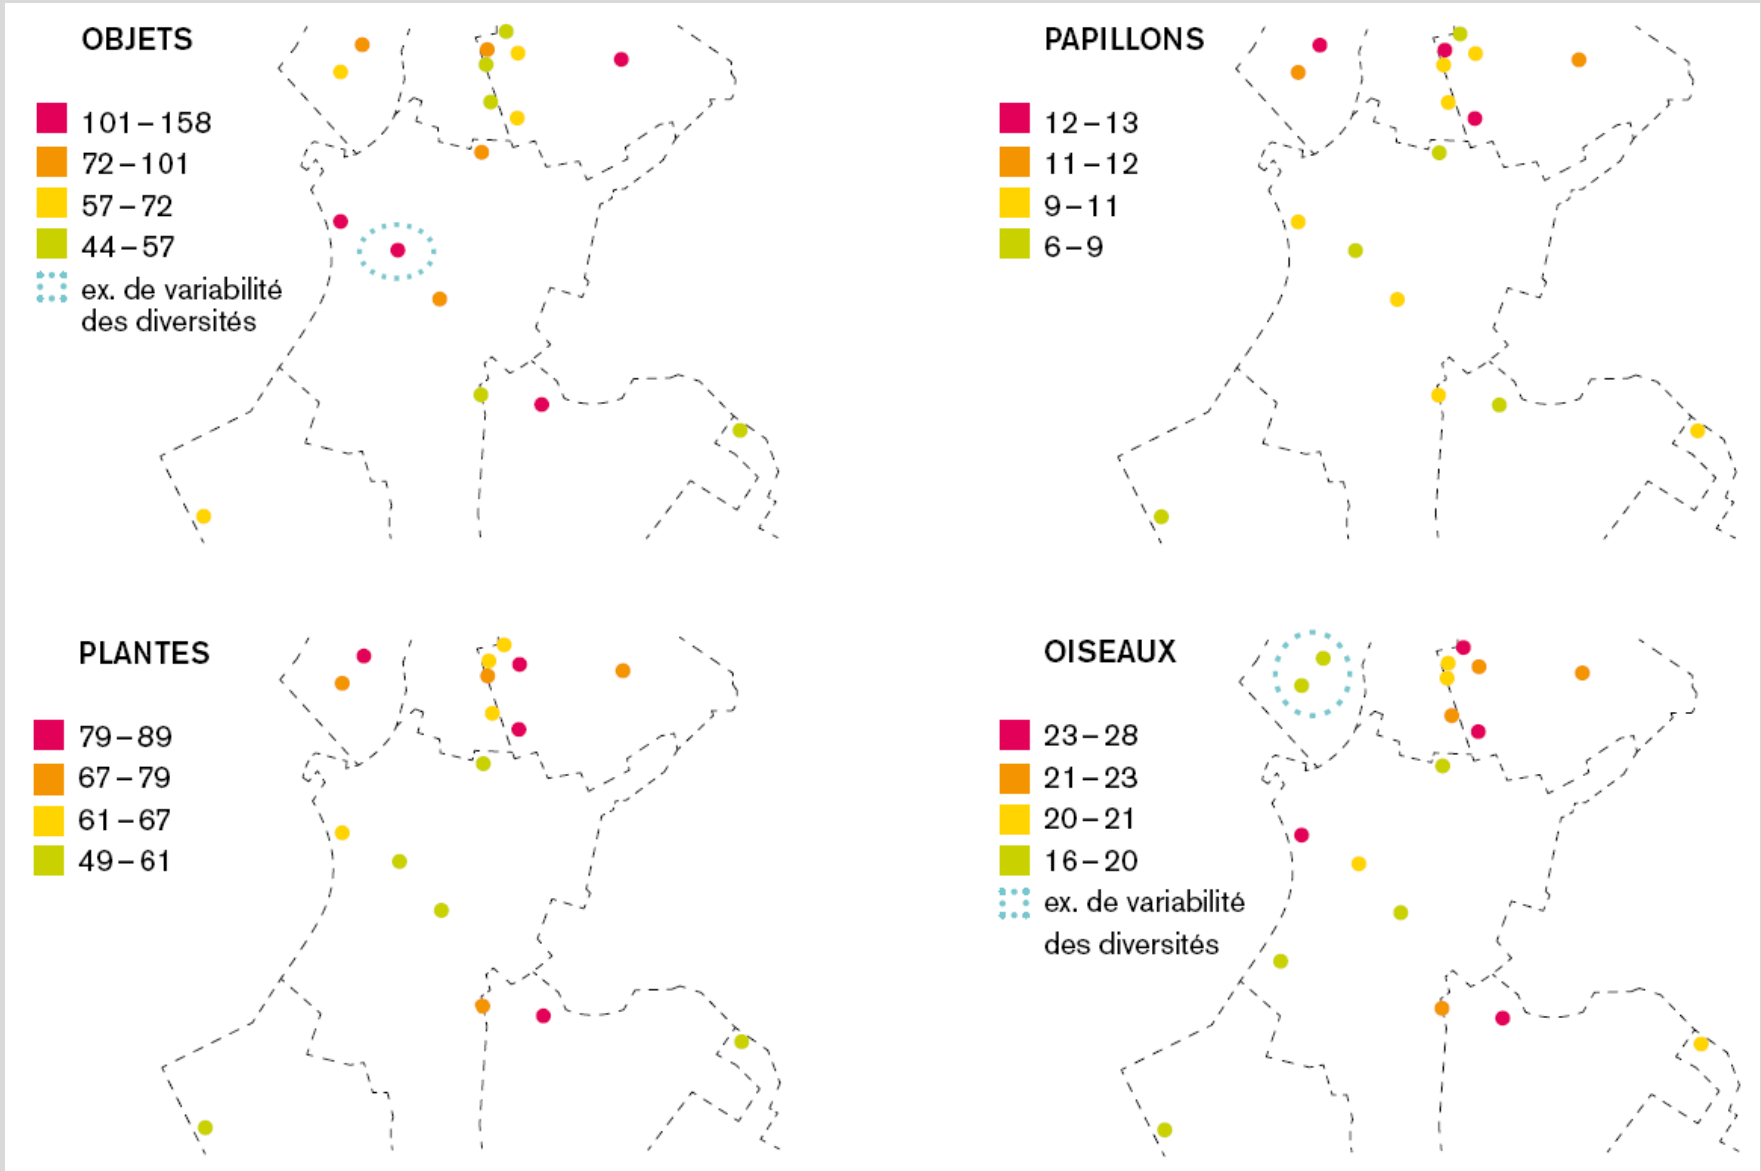 OBJETS
101–158
72–101
57–72
44–57
ex. de variabilité
des diversités
PAPILLONS
12–13
11–12
9–11
6–9
PLANTES
79–89
67–79
61–67
49–61
OISEAUX
23–28
21–23
20–21
16–20
ex. de variabilité
des diversités